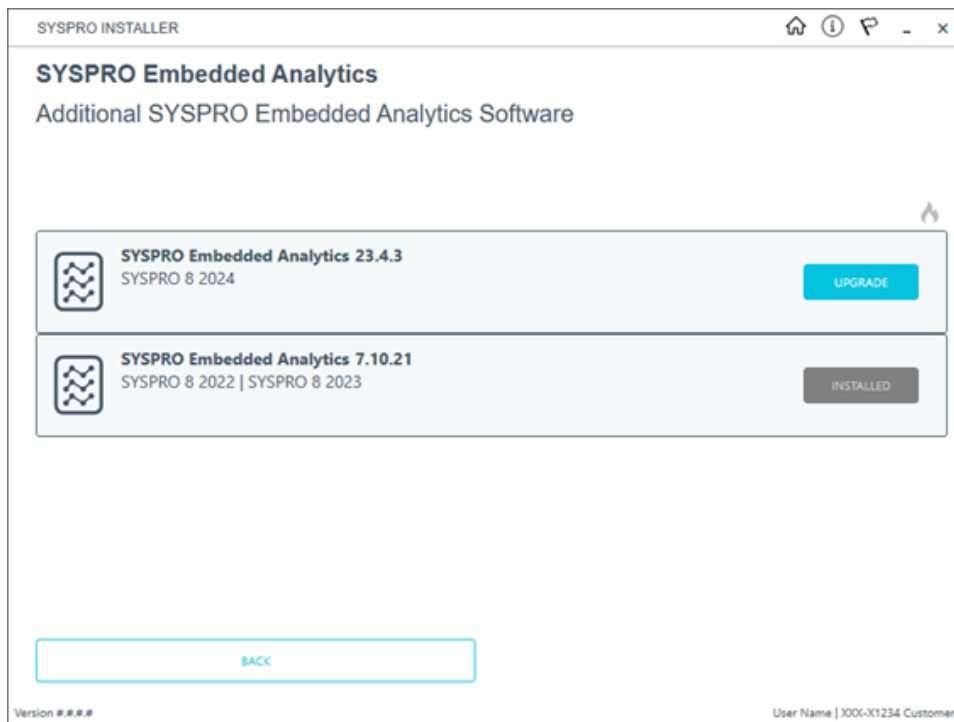 SYSPRO INSTALLER
SYSPRO Embedded Analytics
Additional SYSPRO Embedded Analytics Software
SYSPRO Embedded Analytics 23.4.3
SYSPRO 8 2024
UPGRADE
SYSPRO Embedded Analytics 7.10.21
SYSPRO 8 2022 | SYSPRO 8 2023
INSTALLED
BACK
Version #.#.#.#
User Name | XXX-X1234 Customer